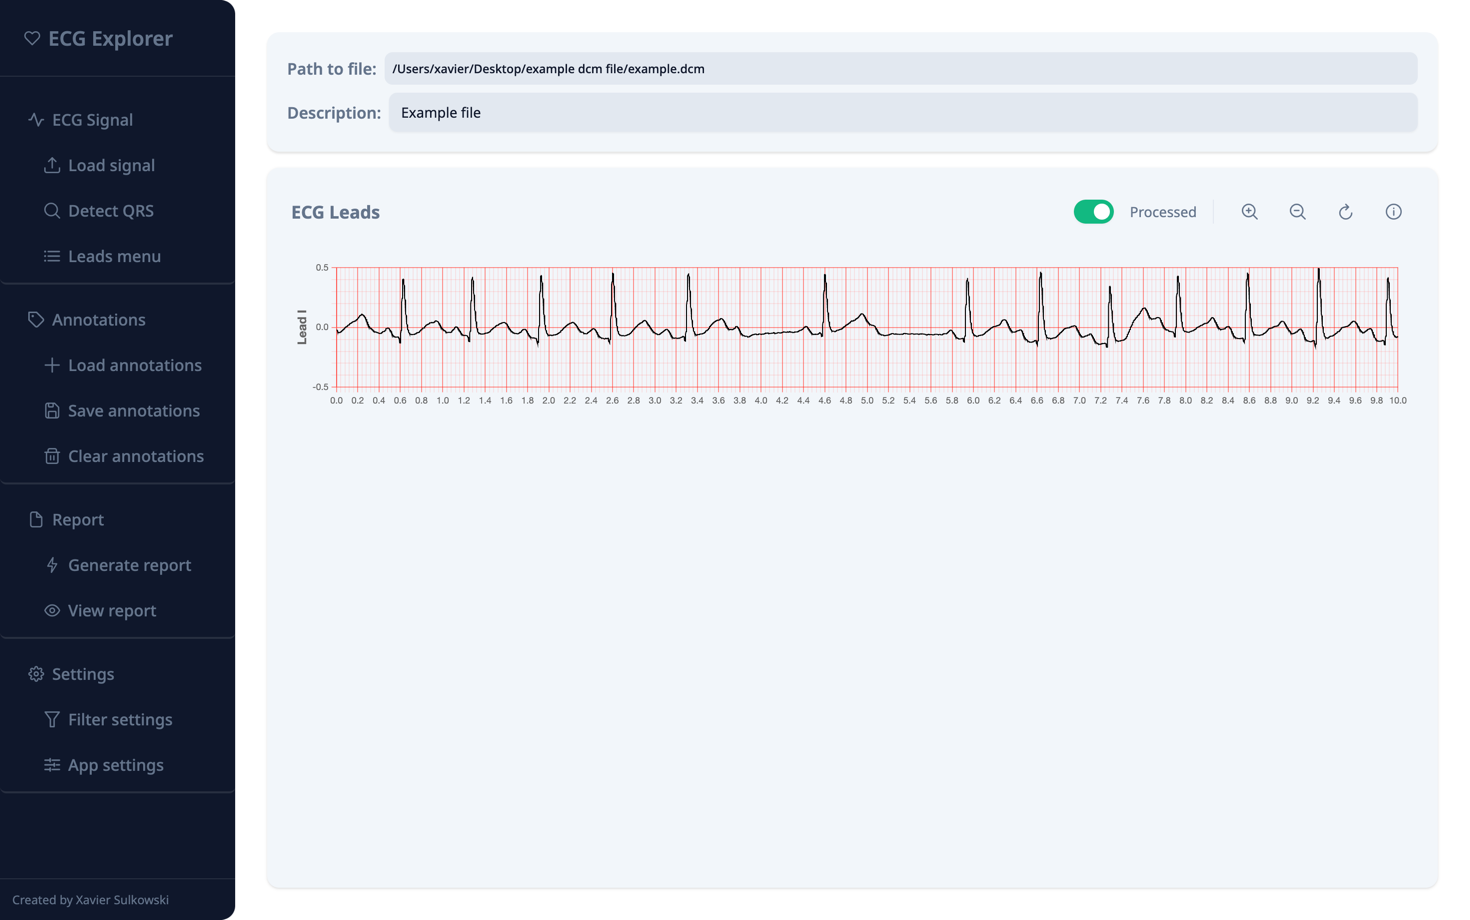 ECG Explorer
ECG Signal
Load signal
Detect QRS
Leads menu
Annotations
Load annotations
Save annotations
Clear annotations
Report
Generate report
View report
Settings
Filter settings
App settings
Created by Xavier Sulkowski
Path to file: /Users/xavier/Desktop/example dcm file/example.dcm
Description: Example file
ECG Leads
Processed
Lead I
0.5
0.0
-0.5
0.0 0.2 0.4 0.6 0.8 1.0 1.2 1.4 1.6 1.8 2.0 2.2 2.4 2.6 2.8 3.0 3.2 3.4 3.6 3.8 4.0 4.2 4.4 4.6 4.8 5.0 5.2 5.4 5.6 5.8 6.0 6.2 6.4 6.6 6.8 7.0 7.2 7.4 7.6 7.8 8.0 8.2 8.4 8.6 8.8 9.0 9.2 9.4 9.6 9.8 10.0